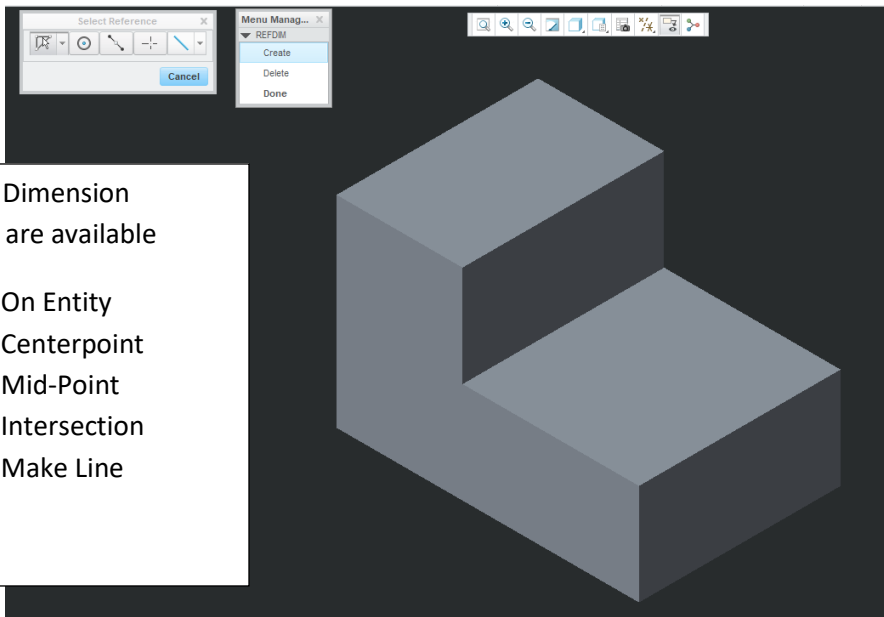 Select Reference X
Cancel
Menu Manag... X
REFDIM
Create
Delete
Done
Dimension
are available
On Entity
Centerpoint
Mid-Point
Intersection
Make Line